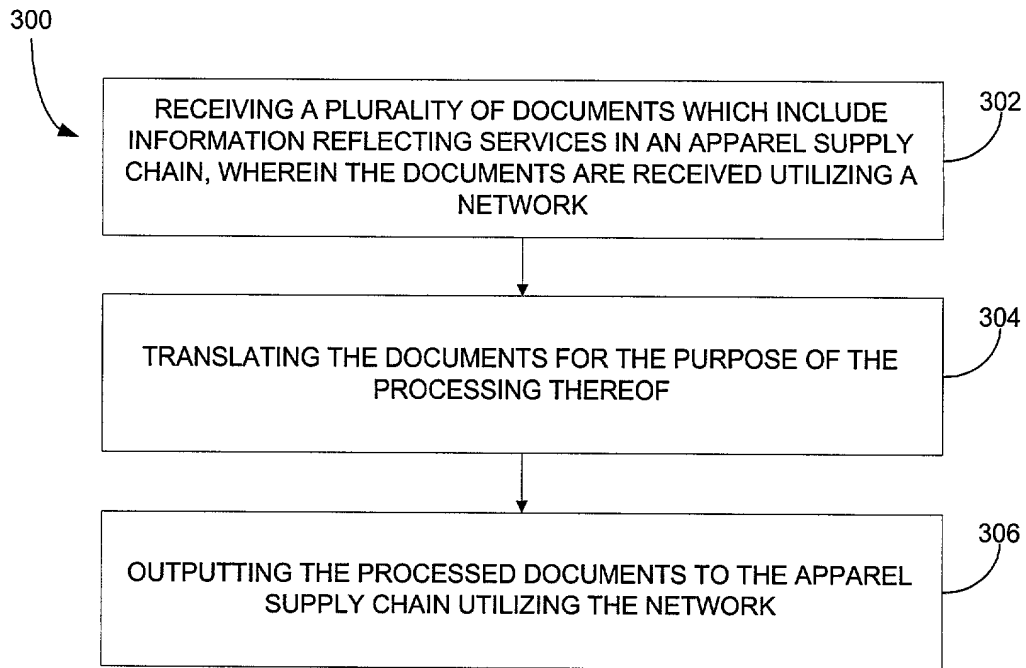 300
RECEIVING A PLURALITY OF DOCUMENTS WHICH INCLUDE
INFORMATION REFLECTING SERVICES IN AN APPAREL SUPPLY
CHAIN, WHEREIN THE DOCUMENTS ARE RECEIVED UTILIZING A
NETWORK
302
TRANSLATING THE DOCUMENTS FOR THE PURPOSE OF THE
PROCESSING THEREOF
304
OUTPUTTING THE PROCESSED DOCUMENTS TO THE APPAREL
SUPPLY CHAIN UTILIZING THE NETWORK
306